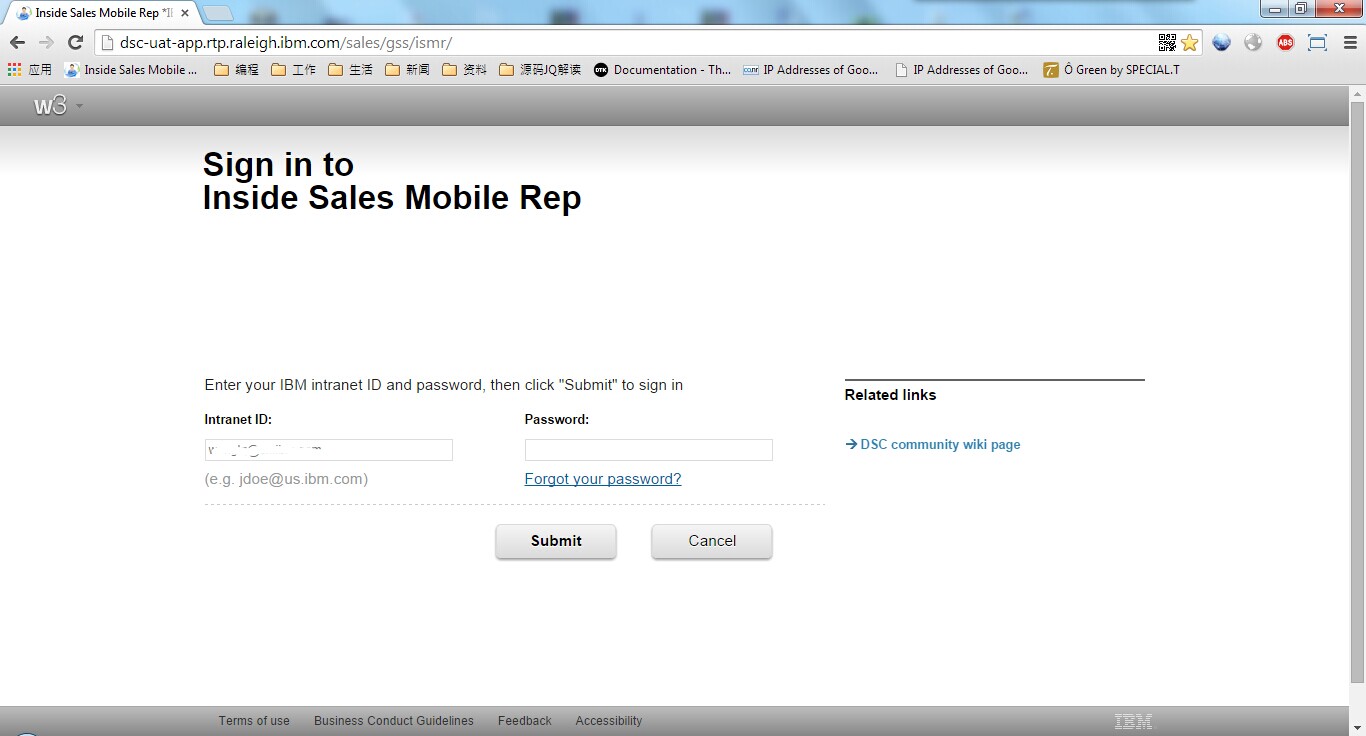 Inside Sales Mobile Rep *
dsc-uat-app.rtp.raleigh.ibm.com/sales/gss/ismr/
ABS
应用 Inside Sales Mobile ... 编程 工作 生活 新闻 资料 源码JQ解读 Documentation - Th... IP Addresses of Goo... IP Addresses of Goo... Ô Green by SPECIAL.T
w3
Sign in to
Inside Sales Mobile Rep
Enter your IBM intranet ID and password, then click "Submit" to sign in
Related links
Intranet ID: Password:
DSC community wiki page
(e.g. jdoe@us.ibm.com) Forgot your password?
Submit Cancel
Terms of use Business Conduct Guidelines Feedback Accessibility IBM